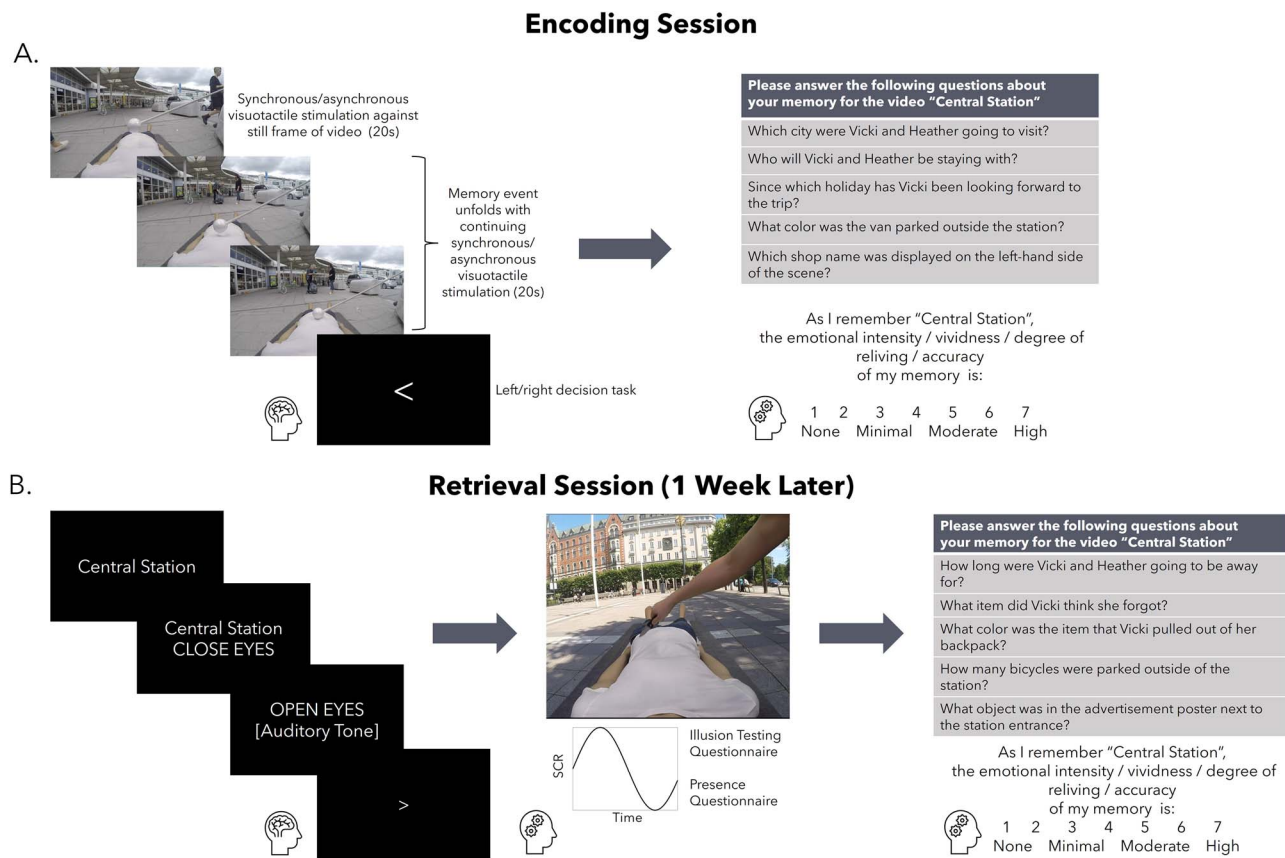 Encoding Session
A.
Synchronous/asynchronous
visuotactile stimulation against
still frame of video (20s)
Memory event
unfolds with
continuing
synchronous/
asynchronous
visuotactile
stimulation (20s)
<
Left/right decision task
Please answer the following questions about
your memory for the video "Central Station"
Which city were Vicki and Heather going to visit?
Who will Vicki and Heather be staying with?
Since which holiday has Vicki been looking forward to
the trip?
What color was the van parked outside the station?
Which shop name was displayed on the left-hand side
of the scene?
As I remember "Central Station",
the emotional intensity / vividness / degree of
reliving / accuracy
of my memory is:
1 2 3 4 5 6 7
None Minimal Moderate High
B.
Retrieval Session (1 Week Later)
Central Station
Central Station
CLOSE EYES
OPEN EYES
[Auditory Tone]
>
SCR
Time
Illusion Testing
Questionnaire
Presence
Questionnaire
Please answer the following questions about
your memory for the video "Central Station"
How long were Vicki and Heather going to be away
for?
What item did Vicki think she forgot?
What color was the item that Vicki pulled out of her
backpack?
How many bicycles were parked outside of the
station?
What object was in the advertisement poster next to
the station entrance?
As I remember "Central Station",
the emotional intensity / vividness / degree of
reliving / accuracy
of my memory is:
1 2 3 4 5 6 7
None Minimal Moderate High